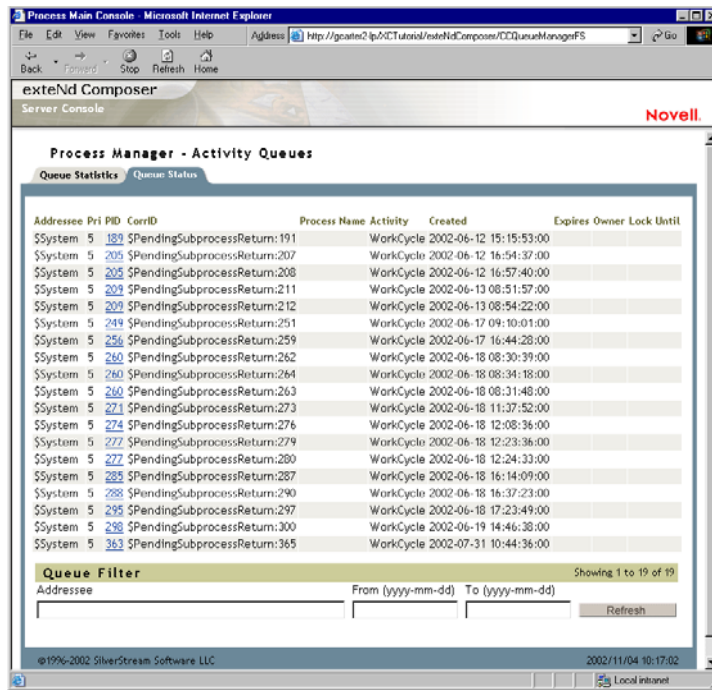 Process Main Console - Microsoft Internet Explorer
File Edit View Favorites Tools Help Address http://gcarter2-lp/XCTutorial/exteNdComposer/CCQueueManagerFS Go
Back Forward Stop Refresh Home
exteNd Composer
Server Console
Novell.
Process Manager - Activity Queues
Queue Statistics Queue Status
Addressee Pri PID CorrID Process Name Activity Created Expires Owner Lock Until
$System 5 189 $PendingSubprocessReturn:191 WorkCycle 2002-06-12 15:15:53:00
$System 5 205 $PendingSubprocessReturn:207 WorkCycle 2002-06-12 16:54:37:00
$System 5 205 $PendingSubprocessReturn:208 WorkCycle 2002-06-12 16:57:40:00
$System 5 209 $PendingSubprocessReturn:211 WorkCycle 2002-06-13 08:51:57:00
$System 5 209 $PendingSubprocessReturn:212 WorkCycle 2002-06-13 08:54:22:00
$System 5 249 $PendingSubprocessReturn:251 WorkCycle 2002-06-17 09:10:01:00
$System 5 256 $PendingSubprocessReturn:259 WorkCycle 2002-06-17 16:44:28:00
$System 5 260 $PendingSubprocessReturn:262 WorkCycle 2002-06-18 08:30:39:00
$System 5 260 $PendingSubprocessReturn:264 WorkCycle 2002-06-18 08:34:18:00
$System 5 260 $PendingSubprocessReturn:263 WorkCycle 2002-06-18 08:31:48:00
$System 5 271 $PendingSubprocessReturn:273 WorkCycle 2002-06-18 11:37:52:00
$System 5 274 $PendingSubprocessReturn:276 WorkCycle 2002-06-18 12:08:36:00
$System 5 277 $PendingSubprocessReturn:279 WorkCycle 2002-06-18 12:23:36:00
$System 5 277 $PendingSubprocessReturn:280 WorkCycle 2002-06-18 12:24:33:00
$System 5 285 $PendingSubprocessReturn:287 WorkCycle 2002-06-18 16:14:09:00
$System 5 288 $PendingSubprocessReturn:290 WorkCycle 2002-06-18 16:37:23:00
$System 5 295 $PendingSubprocessReturn:297 WorkCycle 2002-06-18 17:23:49:00
$System 5 298 $PendingSubprocessReturn:300 WorkCycle 2002-06-19 14:46:38:00
$System 5 363 $PendingSubprocessReturn:365 WorkCycle 2002-07-31 10:44:36:00
Queue Filter Showing 1 to 19 of 19
Addressee From (yyyy-mm-dd) To (yyyy-mm-dd)
Refresh
©1996-2002 SilverStream Software LLC 2002/11/04 10:17:02
Local intranet